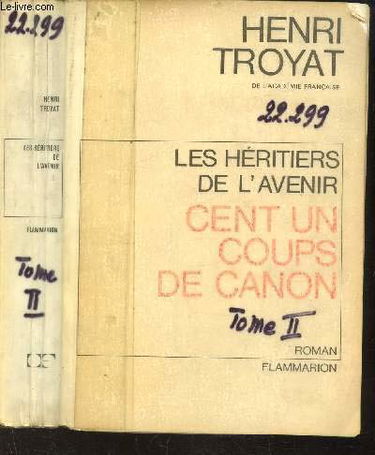 Le-livre.com
22.299
HENRI
TROYAT
LES HÉRITIERS
DE
L'AVENIR
FLAMMARION
Tome
II
HENRI
TROYAT
DE L'ACADÉMIE FRANÇAISE
22.299
LES HÉRITIERS
DE L'AVENIR
CENT UN
COUPS
DE CANON
Tome II
ROMAN
FLAMMARION